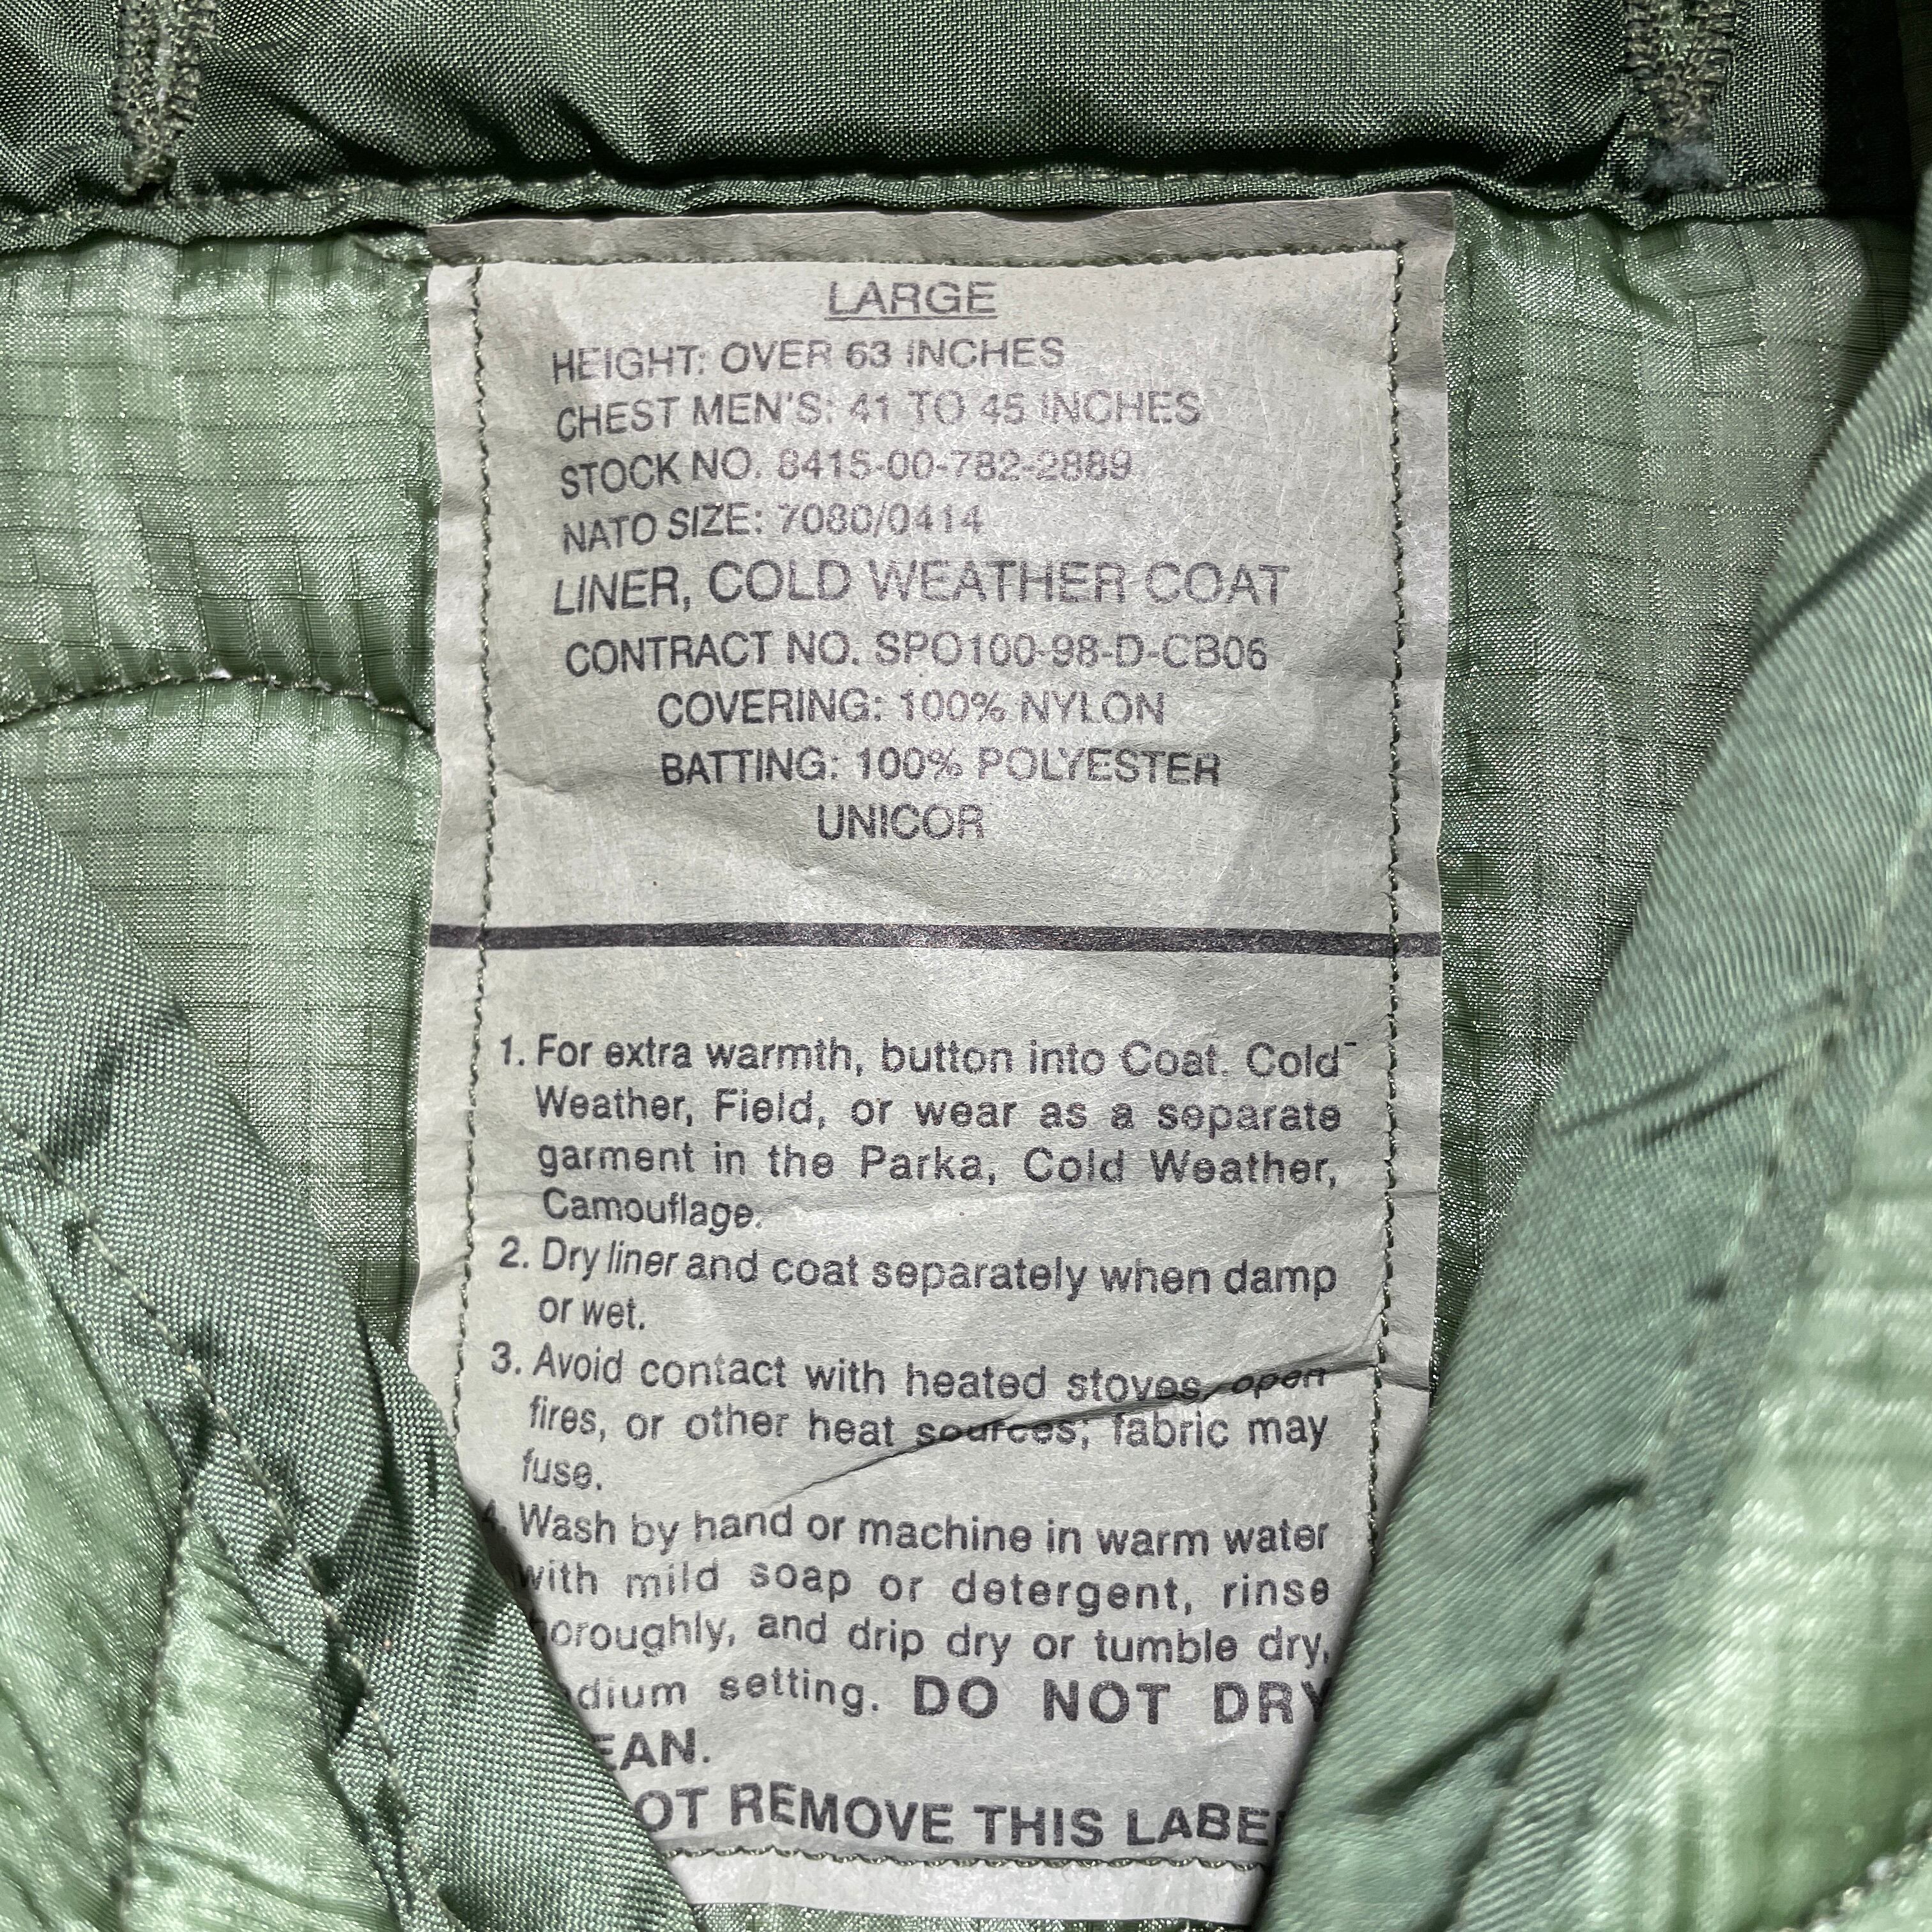 LARGE
HEIGHT: OVER 63 INCHES
CHEST MEN'S: 41 TO 45 INCHES
STOCK NO. 8415-00-782-2889
NATO SIZE: 7080/0414
LINER, COLD WEATHER COAT
CONTRACT NO. SPO100-98-D-CB06
COVERING: 100% NYLON
BATTING: 100% POLYESTER
UNICOR
1. For extra warmth, button into Coat. Cold
Weather, Field, or wear as a separate
garment in the Parka, Cold Weather,
Camouflage.
2. Dry liner and coat separately when damp
or wet.
3. Avoid contact with heated stoves, open
fires, or other heat sources; fabric may
fuse.
4. Wash by hand or machine in warm water
with mild soap or detergent, rinse
horoughly, and drip dry or tumble dry,
dium setting. DO NOT DRY
EAN.
OT REMOVE THIS LABEL